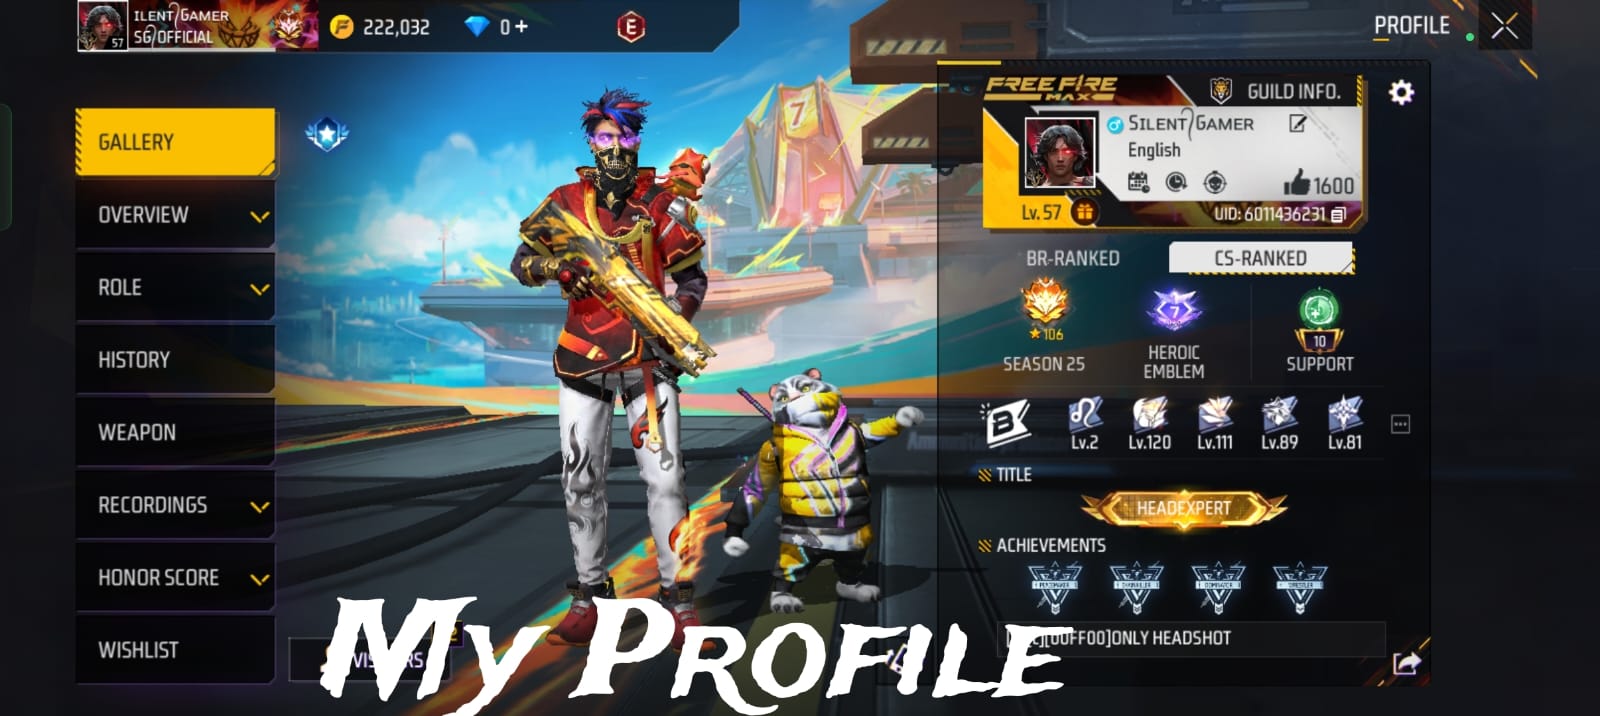 ILENT GAMER
SG OFFICIAL
57
222,032
0 +
E
PROFILE
GALLERY
OVERVIEW
ROLE
HISTORY
WEAPON
RECORDINGS
HONOR SCORE
WISHLIST
7
FREE FIRE
MAX
GUILD INFO.
SILENT GAMER
English
1600
Lv. 57
UID: 6011436231
BR-RANKED
CS-RANKED
★106
SEASON 25
7
HEROIC
EMBLEM
10
SUPPORT
B
Lv.2
Lv.120
Lv.111
Lv.89
Lv.81
TITLE
HEADEXPERT
ACHIEVEMENTS
][00FF00]ONLY HEADSHOT
My Profile